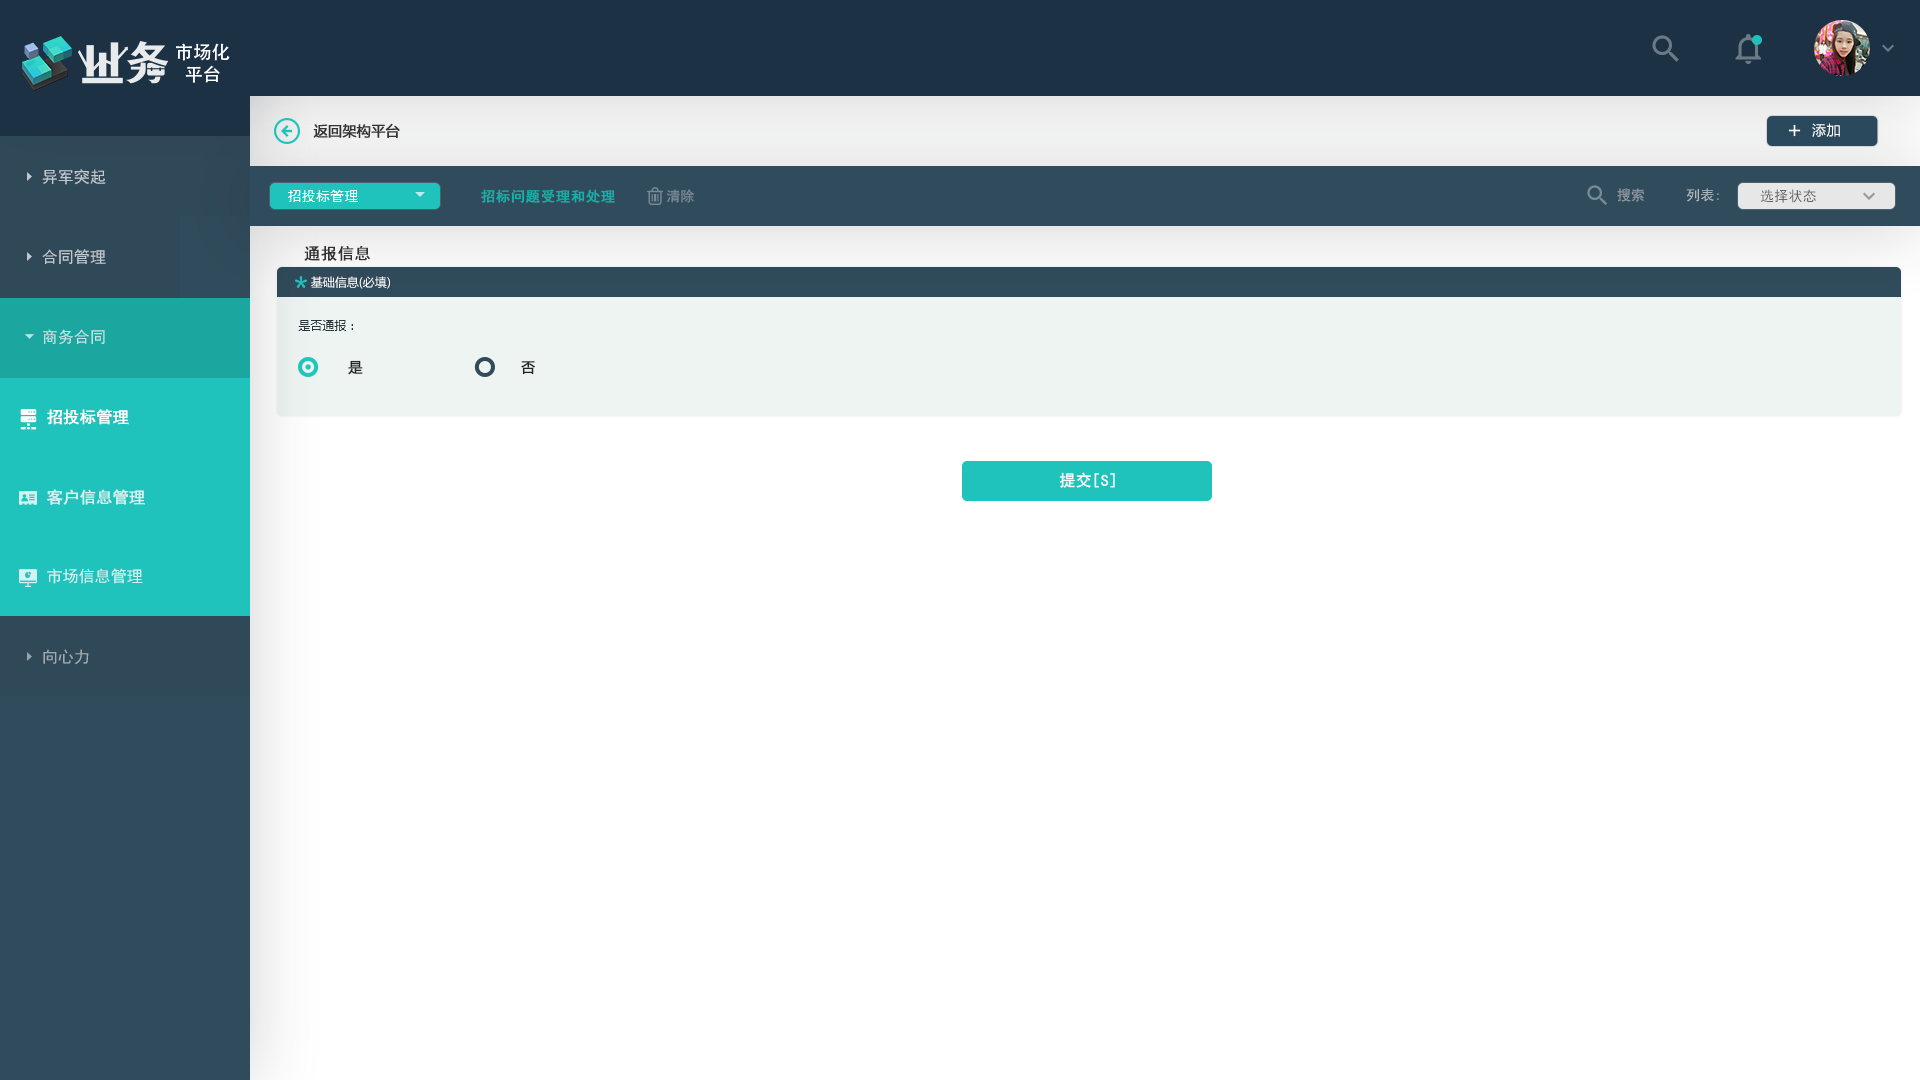 业务 市场化
平台
返回架构平台
+ 添加
异军突起
合同管理
商务合同
招投标管理
客户信息管理
市场信息管理
向心力
招投标管理
招标问题受理和处理
清除
搜索
列表:
选择状态
通报信息
* 基础信息(必填)
是否通报：
是
否
提交[S]